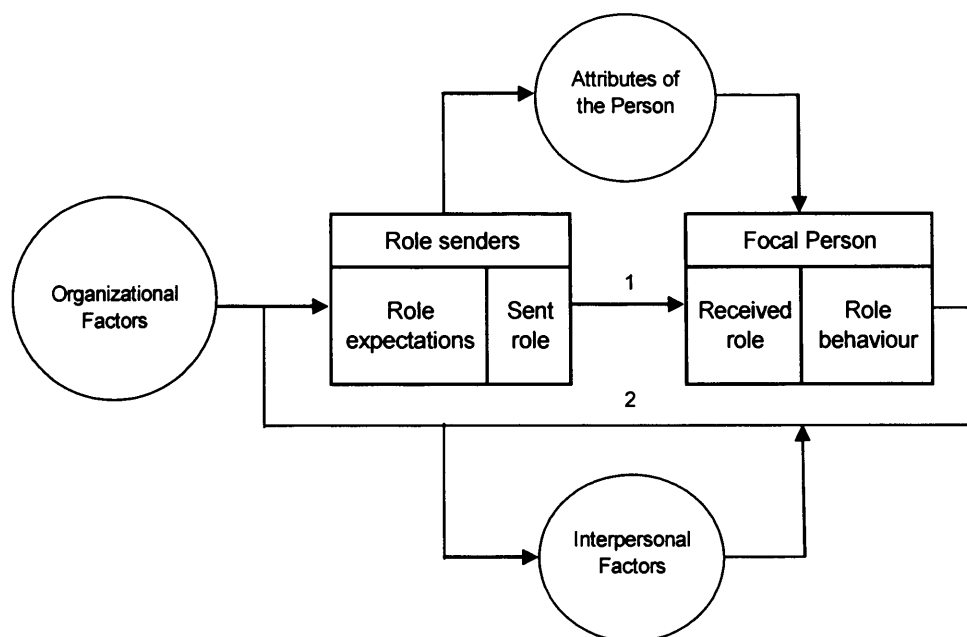 Attributes of
the Person
Role senders
Focal Person
Organizational
Factors
Role
expectations
Sent
role
1
Received
role
Role
behaviour
2
Interpersonal
Factors